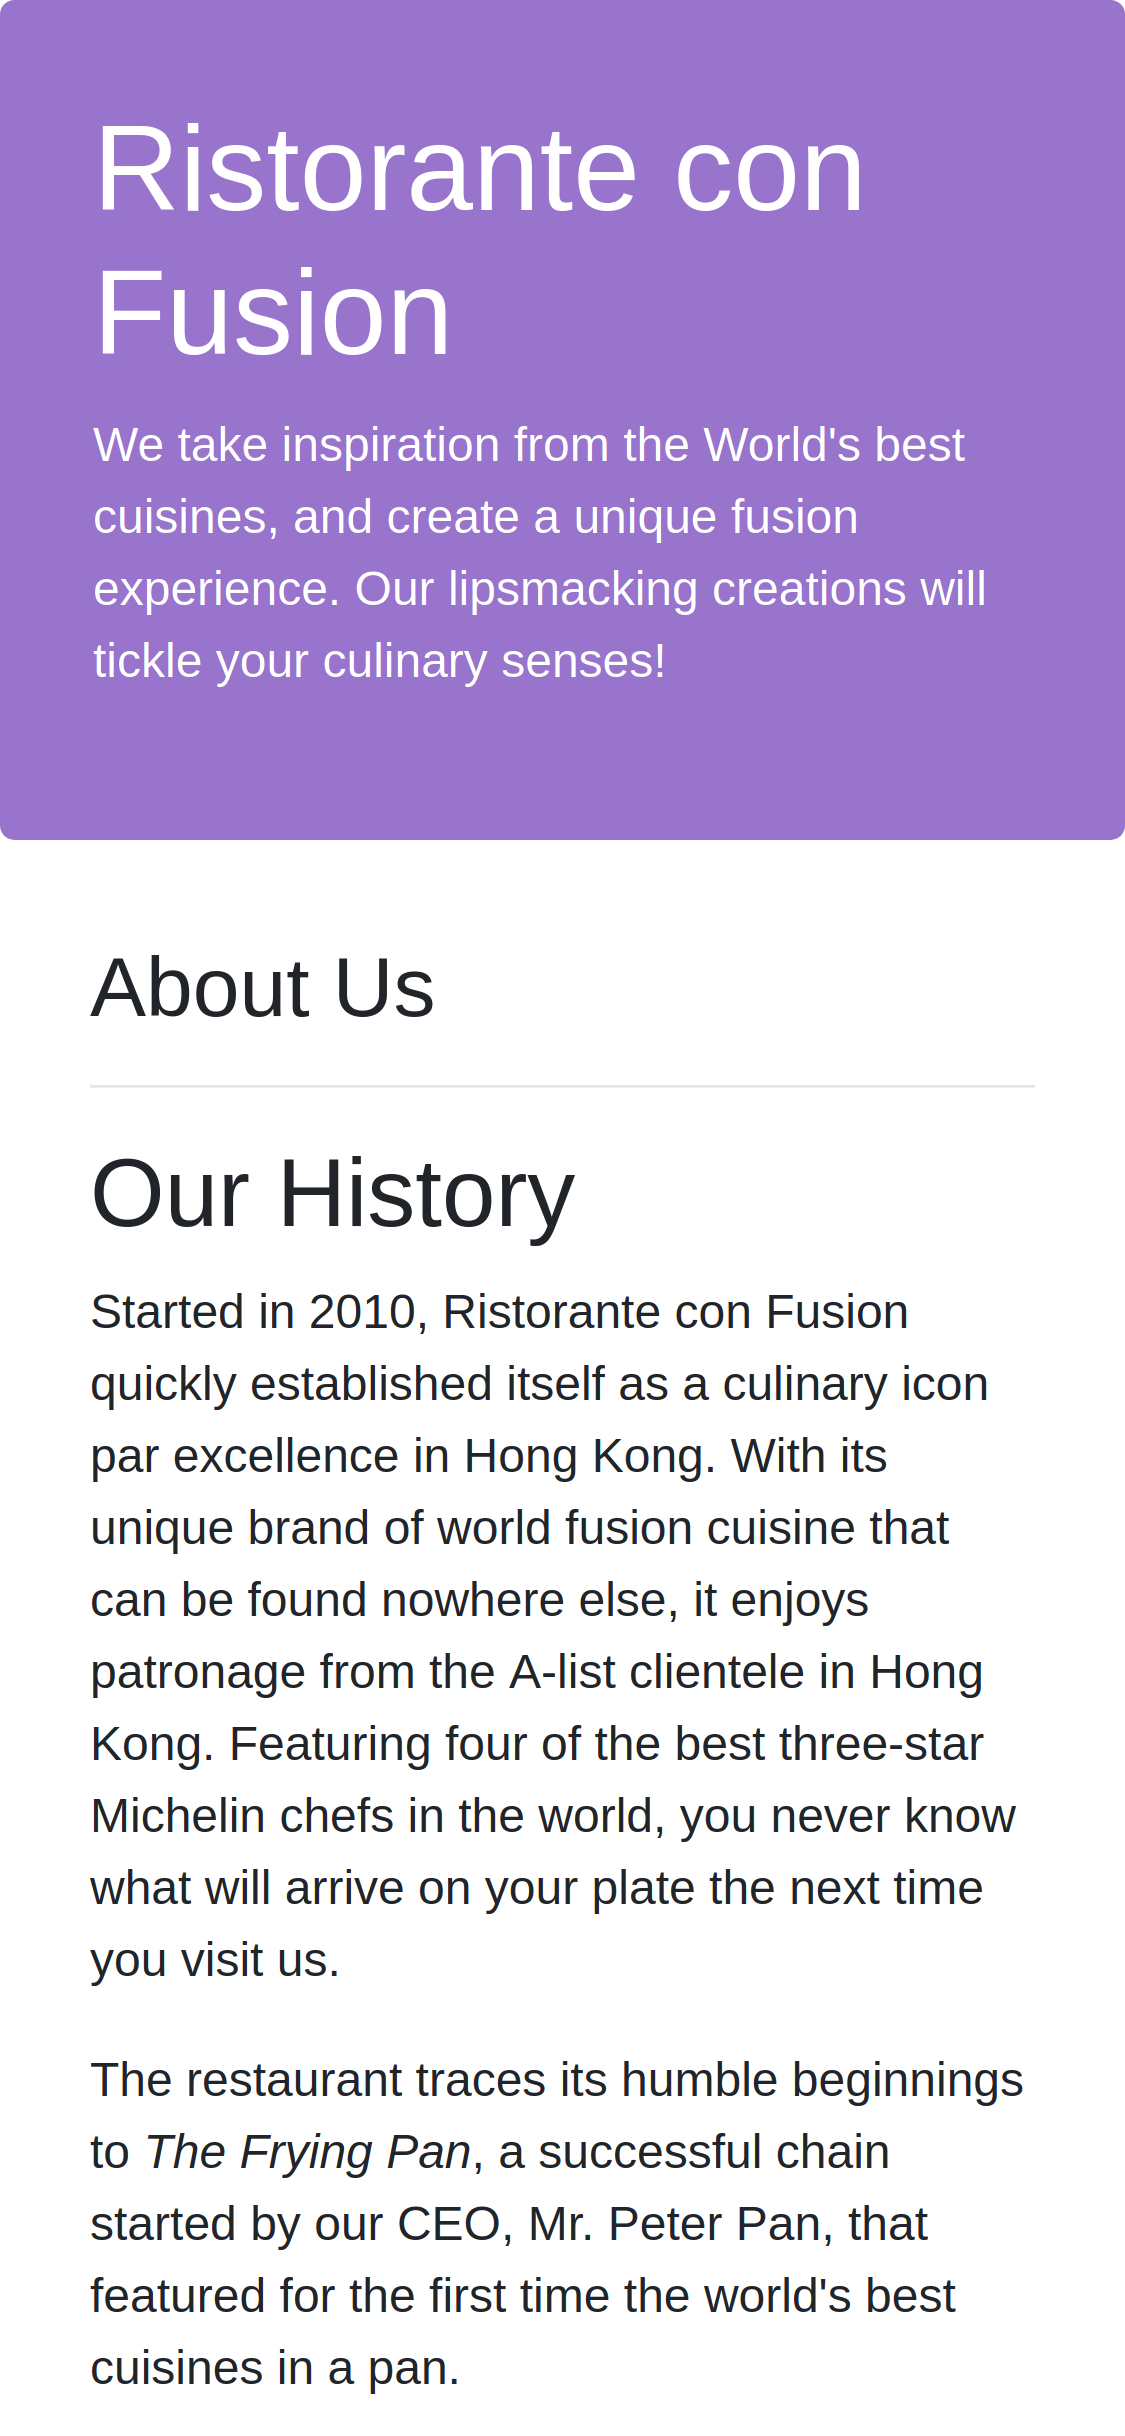 Ristorante con
Fusion
We take inspiration from the World's best
cuisines, and create a unique fusion
experience. Our lipsmacking creations will
tickle your culinary senses!
About Us
Our History
Started in 2010, Ristorante con Fusion
quickly established itself as a culinary icon
par excellence in Hong Kong. With its
unique brand of world fusion cuisine that
can be found nowhere else, it enjoys
patronage from the A-list clientele in Hong
Kong. Featuring four of the best three-star
Michelin chefs in the world, you never know
what will arrive on your plate the next time
you visit us.
The restaurant traces its humble beginnings
to The Frying Pan, a successful chain
started by our CEO, Mr. Peter Pan, that
featured for the first time the world's best
cuisines in a pan.